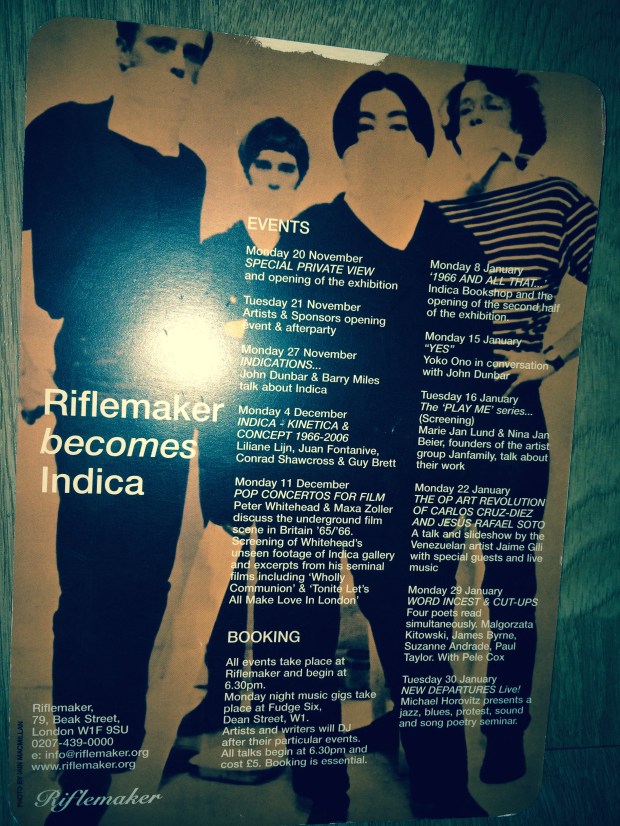 EVENTS
Monday 20 November
SPECIAL PRIVATE VIEW
and opening of the exhibition
Tuesday 21 November
Artists & Sponsors opening
event & afterparty
Monday 27 November
INDICATIONS...
John Dunbar & Barry Miles
talk about Indica
Monday 4 December
INDICA - KINETICA &
CONCEPT 1966-2006
Liliane Lijn, Juan Fontanive,
Conrad Shawcross & Guy Brett
Monday 11 December
POP CONCERTOS FOR FILM
Peter Whitehead & Maxa Zoller
discuss the underground film
scene in Britain '65/'66.
Screening of Whitehead's
unseen footage of Indica gallery
and excerpts from his seminal
films including 'Wholly
Communion' & 'Tonite Let's
All Make Love In London'
BOOKING
All events take place at
Riflemaker and begin at
6.30pm.
Monday night music gigs take
place at Fudge Six,
Dean Street, W1.
Artists and writers will DJ
after their particular events.
All talks begin at 6.30pm and
cost £5. Booking is essential.
Monday 8 January
'1966 AND ALL THAT...'
Indica Bookshop and the
opening of the second half
of the exhibition
Monday 15 January
"YES"
Yoko Ono in conversation
with John Dunbar
Tuesday 16 January
The 'PLAY ME' series...
(Screening)
Marie Jan Lund & Nina Jan
Beier, founders of the artist
group Janfamily, talk about
their work
Monday 22 January
THE OP ART REVOLUTION
OF CARLOS CRUZ-DIEZ
AND JESÚS RAFAEL SOTO
A talk and slideshow by the
Venezuelan artist Jaime Gili
with special guests and live
music
Monday 29 January
WORD INCEST & CUT-UPS
Four poets read
simultaneously. Malgorzata
Kitowski, James Byrne,
Suzanne Andrade, Paul
Taylor. With Pele Cox
Tuesday 30 January
NEW DEPARTURES Live!
Michael Horovitz presents a
jazz, blues, protest, sound
and song poetry seminar.
Riflemaker
becomes
Indica
Riflemaker,
79, Beak Street,
London W1F 9SU
0207-439-0000
e: info@riflemaker.org
www.riflemaker.org
PHOTO BY IAIN MACMILLAN
Riflemaker